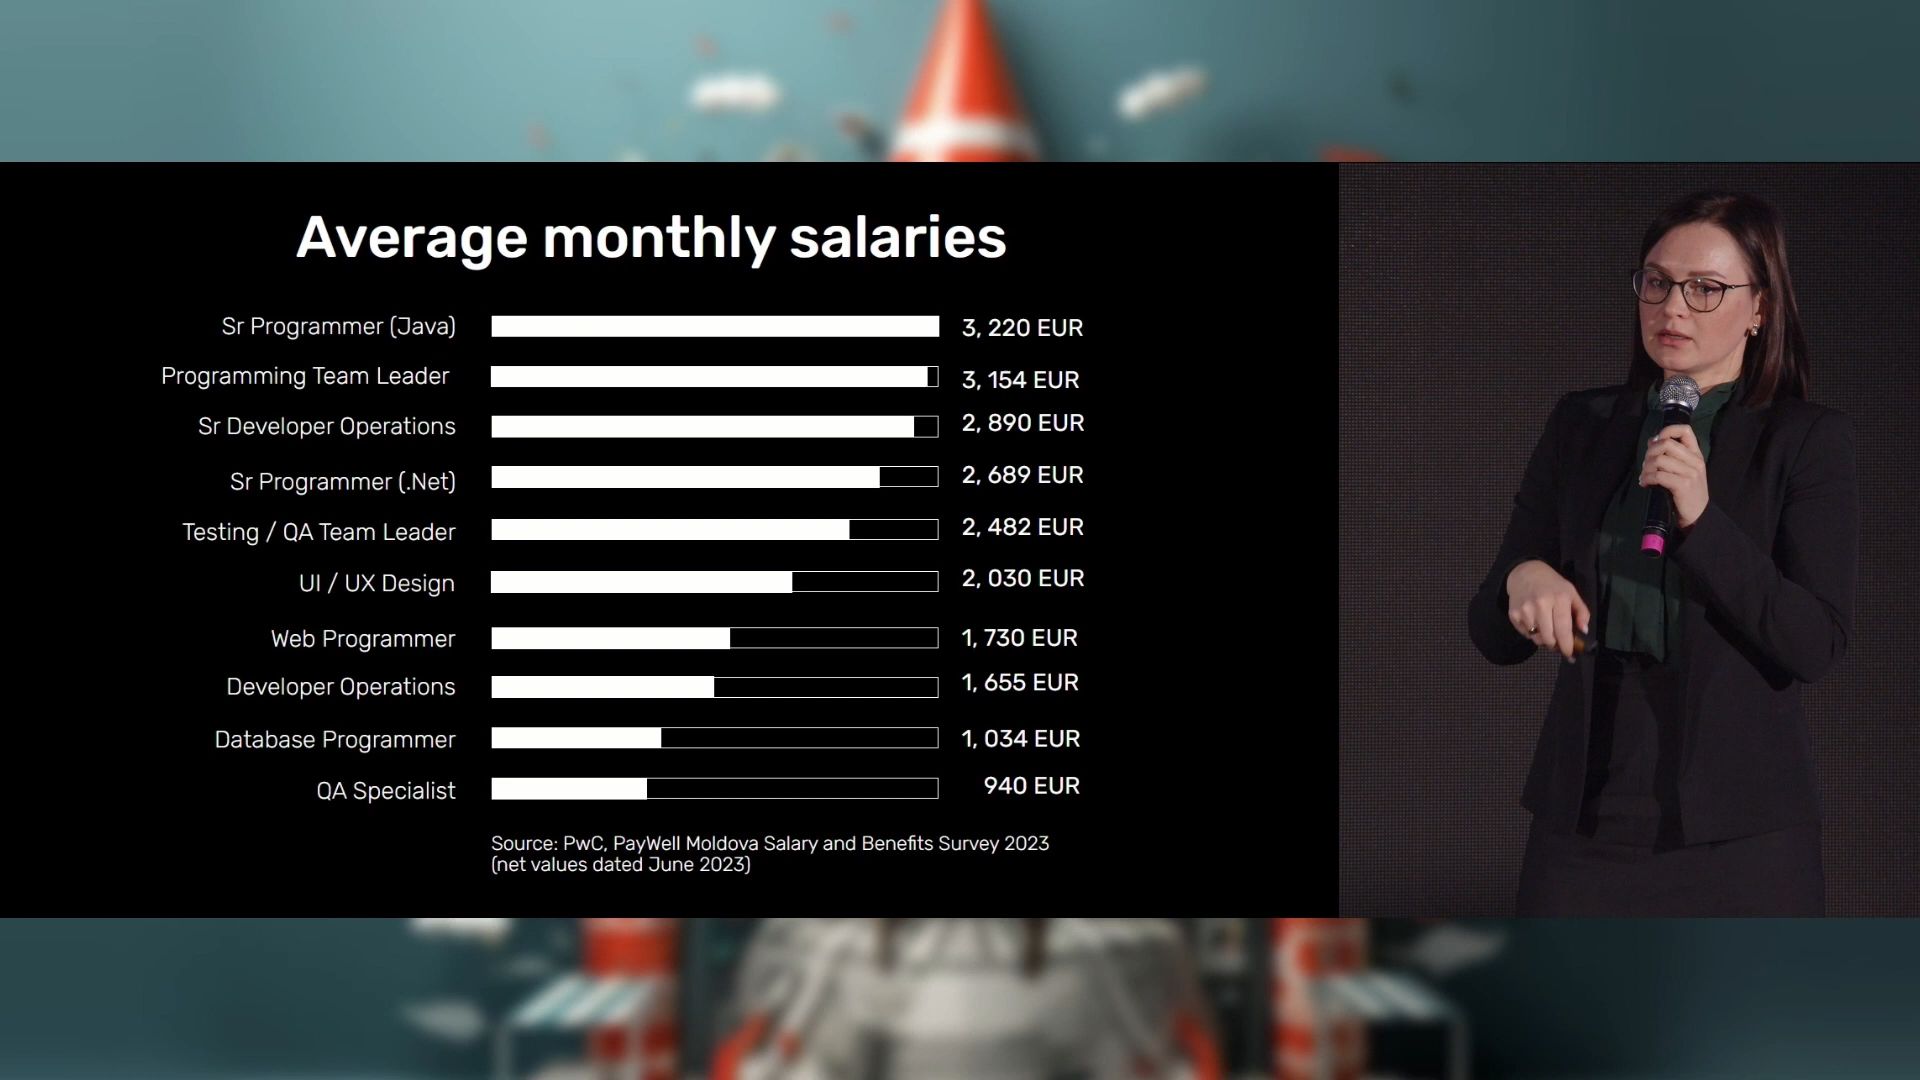 Average monthly salaries
Sr Programmer (Java) 3, 220 EUR
Programming Team Leader 3, 154 EUR
Sr Developer Operations 2, 890 EUR
Sr Programmer (.Net) 2, 689 EUR
Testing / QA Team Leader 2, 482 EUR
UI / UX Design 2, 030 EUR
Web Programmer 1, 730 EUR
Developer Operations 1, 655 EUR
Database Programmer 1, 034 EUR
QA Specialist 940 EUR
Source: PwC, PayWell Moldova Salary and Benefits Survey 2023
(net values dated June 2023)